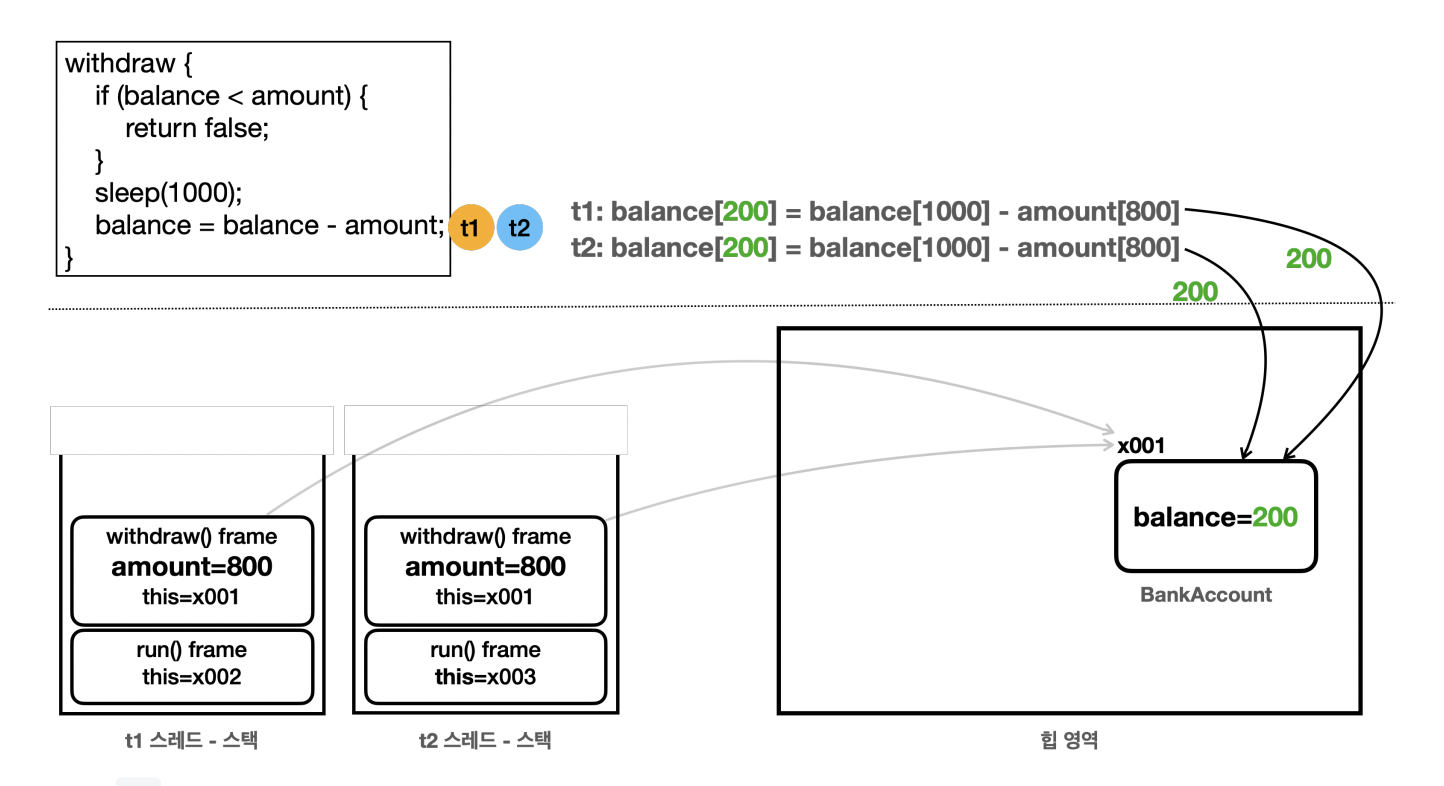 withdraw {
if (balance < amount) {
return false;
}
sleep(1000);
balance = balance - amount;
}
t1
t2
t1: balance[200] = balance[1000] - amount[800]
t2: balance[200] = balance[1000] - amount[800]
200
200
withdraw() frame
amount=800
this=x001
run() frame
this=x002
t1 스레드 - 스택
withdraw() frame
amount=800
this=x001
run() frame
this=x003
t2 스레드 - 스택
x001
balance=200
BankAccount
힙 영역